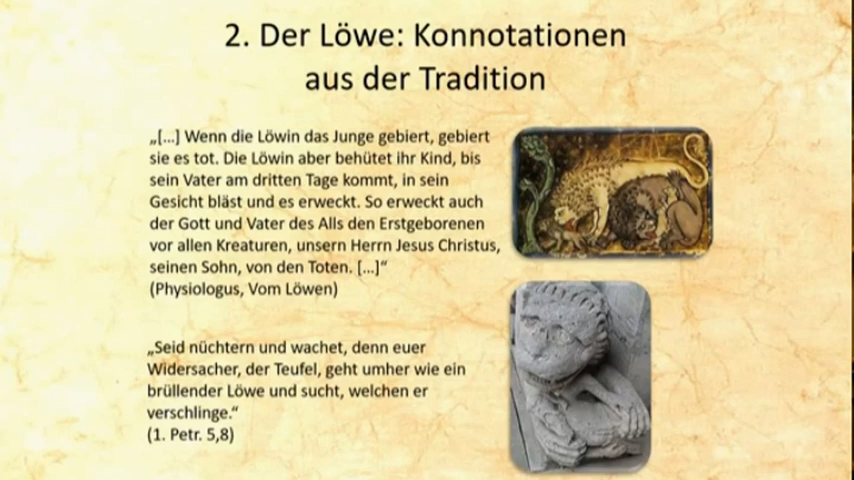 2. Der Löwe: Konnotationen
aus der Tradition
„[...] Wenn die Löwin das Junge gebiert, gebiert
sie es tot. Die Löwin aber behütet ihr Kind, bis
sein Vater am dritten Tage kommt, in sein
Gesicht bläst und es erweckt. So erweckt auch
der Gott und Vater des Alls den Erstgeborenen
vor allen Kreaturen, unsern Herrn Jesus Christus,
seinen Sohn, von den Toten. [...]“
(Physiologus, Vom Löwen)
„Seid nüchtern und wachet, denn euer
Widersacher, der Teufel, geht umher wie ein
brüllender Löwe und sucht, welchen er
verschlinge.“
(1. Petr. 5,8)